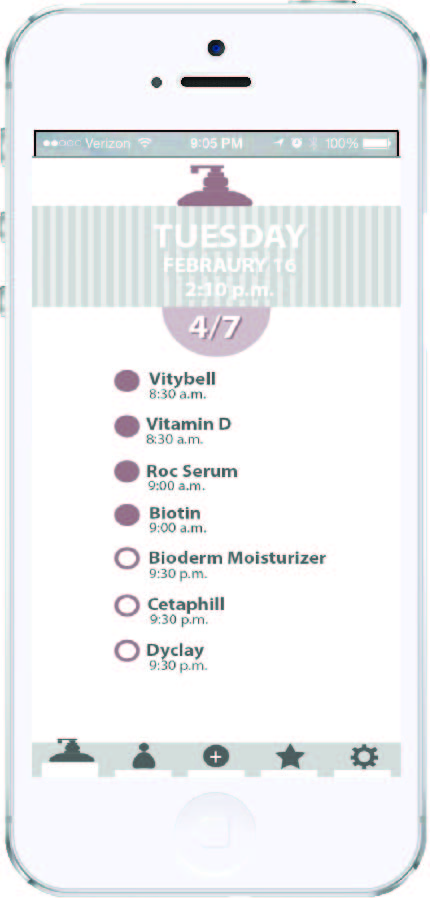 Verizon 9:05 PM 100%
TUESDAY
FEBRAURY 16
2:10 p.m.
4/7
Vitybell
8:30 a.m.
Vitamin D
8:30 a.m.
Roc Serum
9:00 a.m.
Biotin
9:00 a.m.
Bioderm Moisturizer
9:30 p.m.
Cetaphill
9:30 p.m.
Dyclay
9:30 p.m.